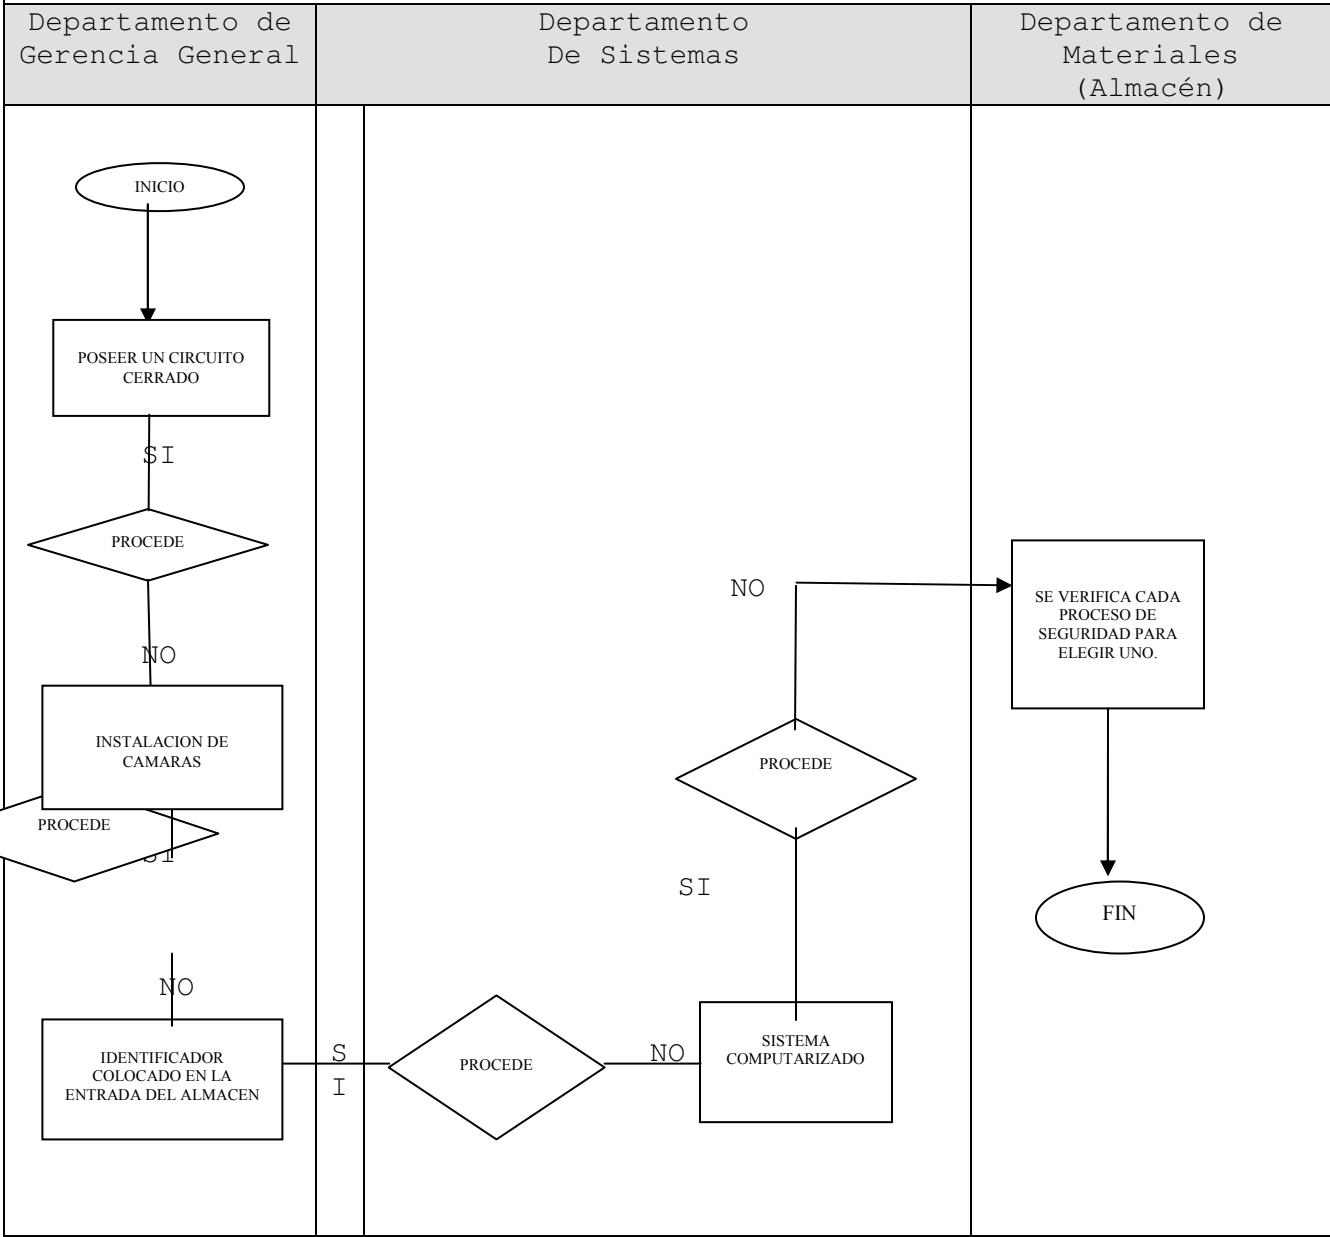 Departamento de
Gerencia General
Departamento
De Sistemas
Departamento de
Materiales
(Almacén)
INICIO
POSEER UN CIRCUITO
CERRADO
SI
PROCEDE
NO
INSTALACION DE
CAMARAS
PROCEDE
SI
NO
IDENTIFICADOR
COLOCADO EN LA
ENTRADA DEL ALMACEN
S
I
PROCEDE
NO
SISTEMA
COMPUTARIZADO
SI
PROCEDE
NO
SE VERIFICA CADA
PROCESO DE
SEGURIDAD PARA
ELEGIR UNO.
FIN